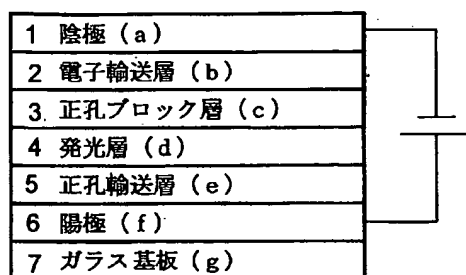 1 陰極（a）
2 電子輸送層（b）
3. 正孔ブロック層（c）
4 発光層（d）
5 正孔輸送層（e）
6 陽極（f）
7 ガラス基板（g）